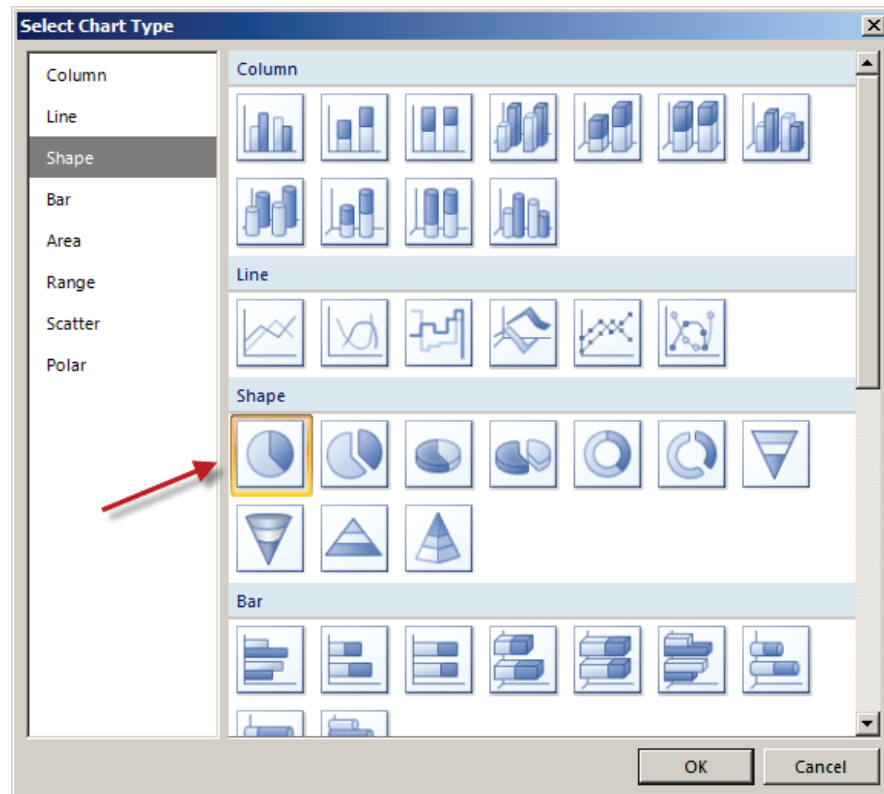 Select Chart Type
Column
Line
Shape
Bar
Area
Range
Scatter
Polar
Column
Line
Shape
Bar
OK
Cancel